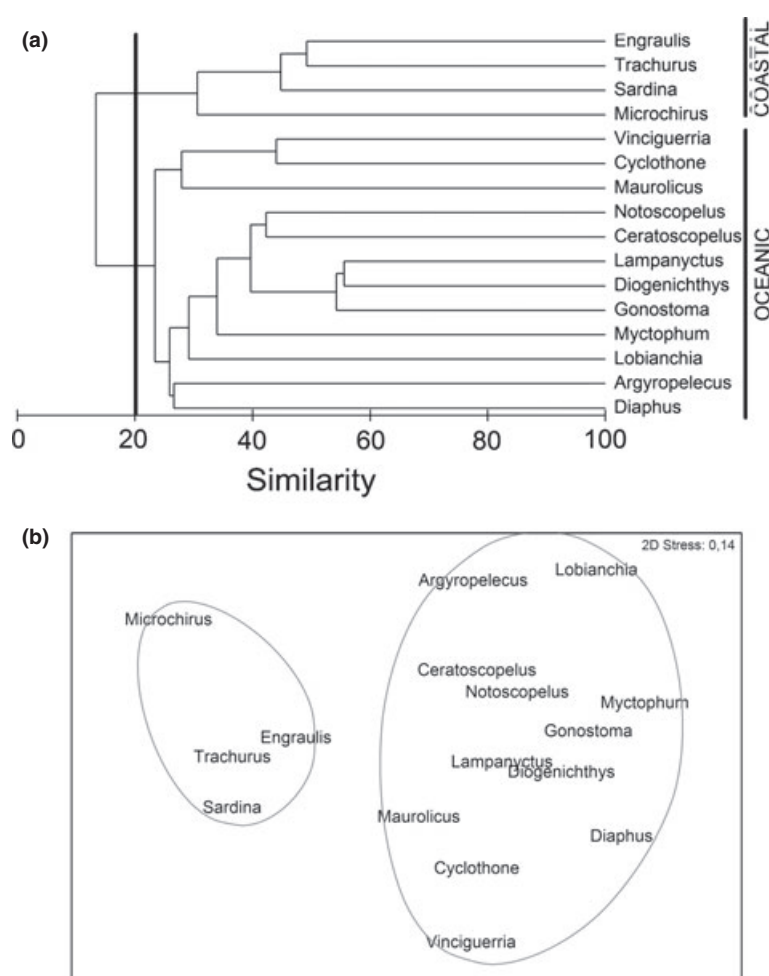 (a)
Engraulis
Trachurus
Sardina
Microchirus
COASTAL
Vinciguerria
Cyclothone
Maurolicus
Notoscopelus
Ceratoscopelus
Lampanyctus
Diogenichthys
Gonostoma
Myctophum
Lobianchia
Argyropelecus
Diaphus
OCEANIC
0 20 40 60 80 100
Similarity
(b)
2D Stress: 0,14
Argyropelecus Lobianchia
Microchirus
Ceratoscopelus
Notoscopelus
Myctophum
Gonostoma
Engraulis
Trachurus
Lampanyctus
Diogenichthys
Sardina
Maurolicus
Diaphus
Cyclothone
Vinciguerria